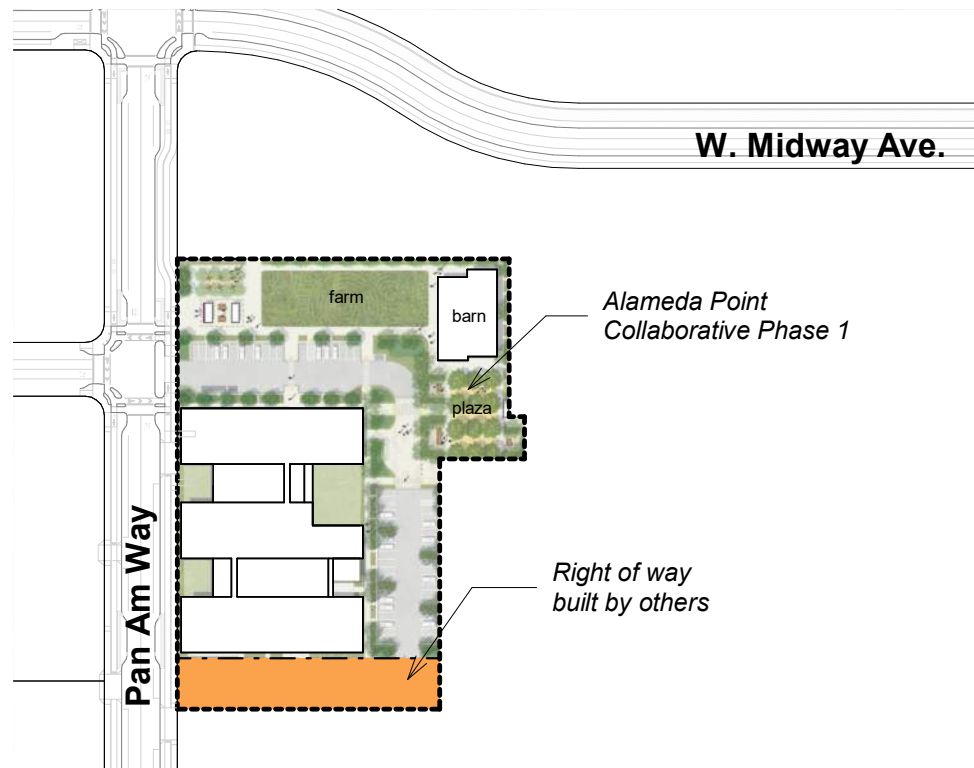 W. Midway Ave.
farm
barn
Alameda Point
Collaborative Phase 1
plaza
Pan Am Way
Right of way
built by others